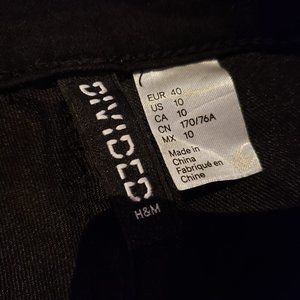 DIVIDED
H&M
EUR 40
US 10
CA 10
CN 170/76A
MX 10
Made in
China
Fabriqué en
Chine